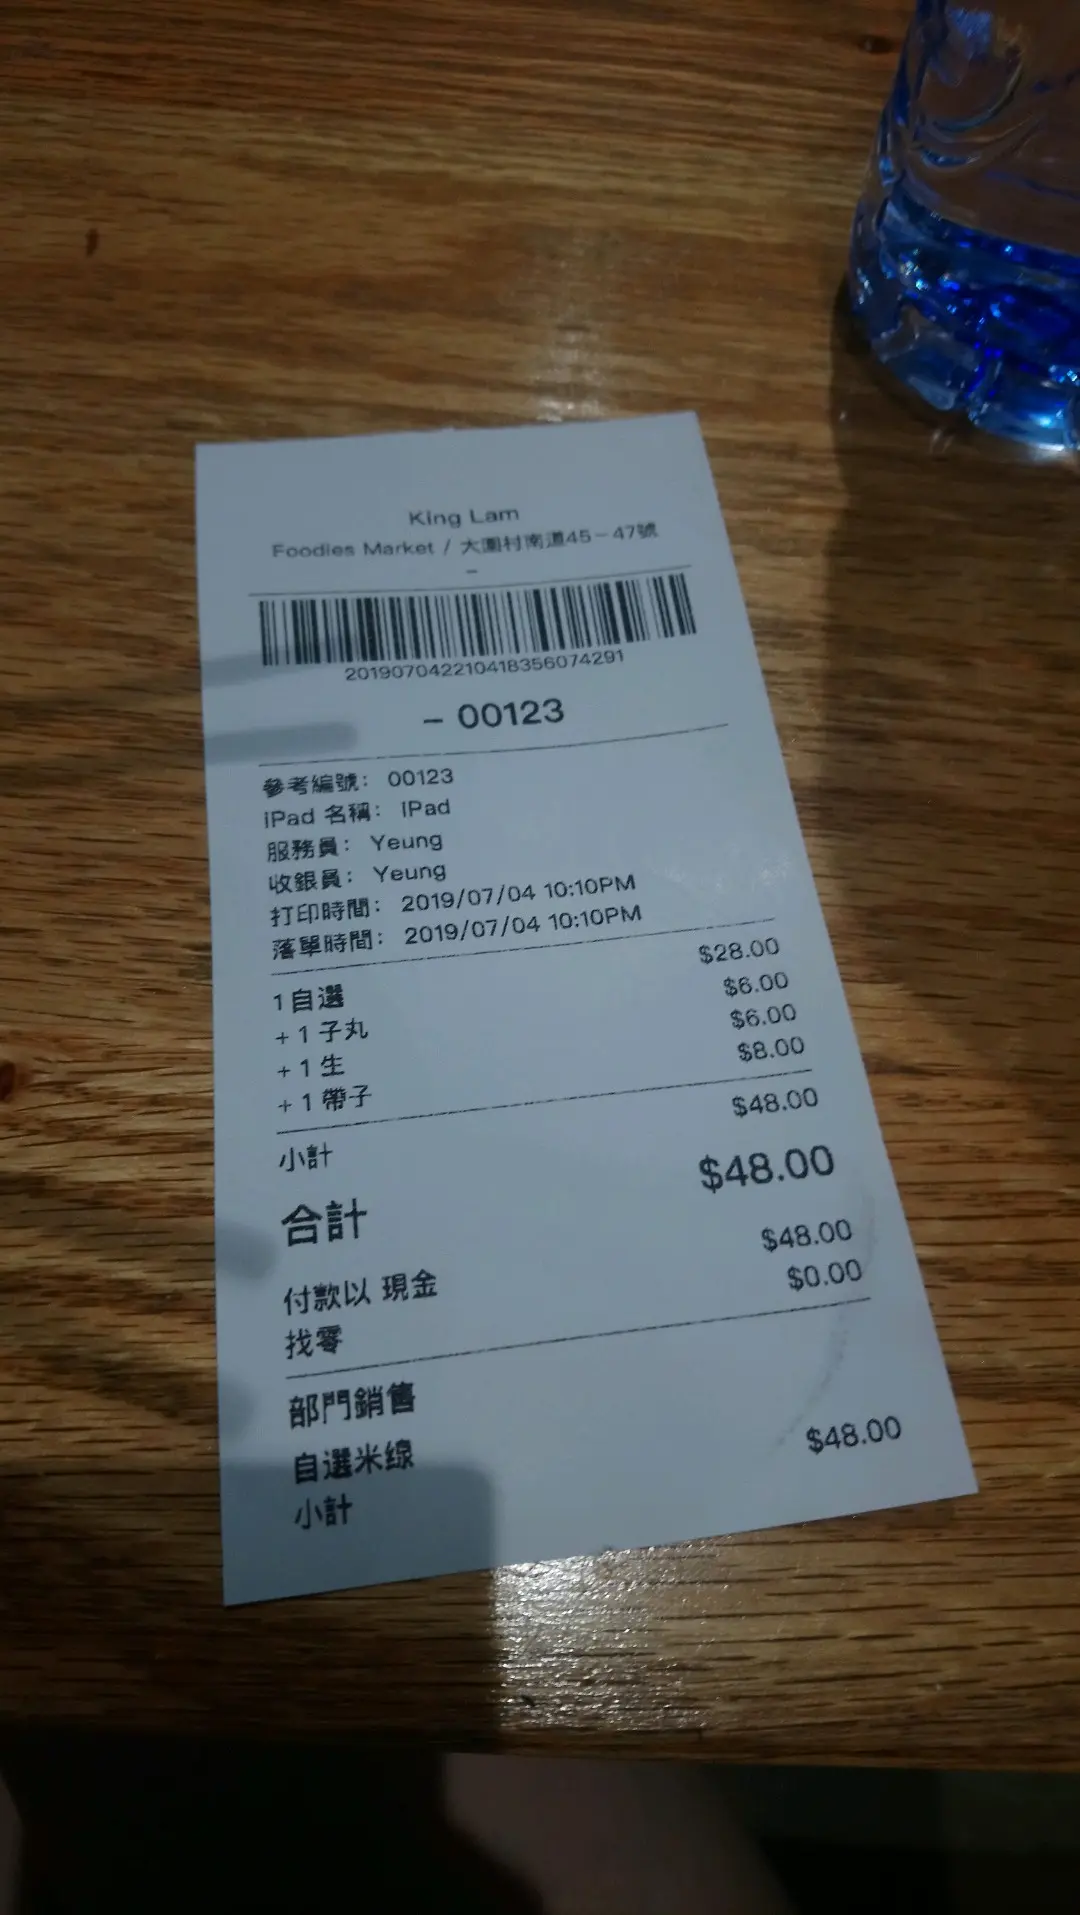 King Lam
Foodies Market / 大圍村南道45-47號
-
201907042210418356074291
- 00123
參考編號: 00123
iPad 名稱: iPad
服務員: Yeung
收銀員: Yeung
打印時間: 2019/07/04 10:10PM
落單時間: 2019/07/04 10:10PM
1 自選 $28.00
+ 1 子丸 $6.00
+ 1 生 $6.00
+ 1 帶子 $8.00
小計 $48.00
合計 $48.00
付款以 現金 $48.00
找零 $0.00
部門銷售
自選米线 $48.00
小計